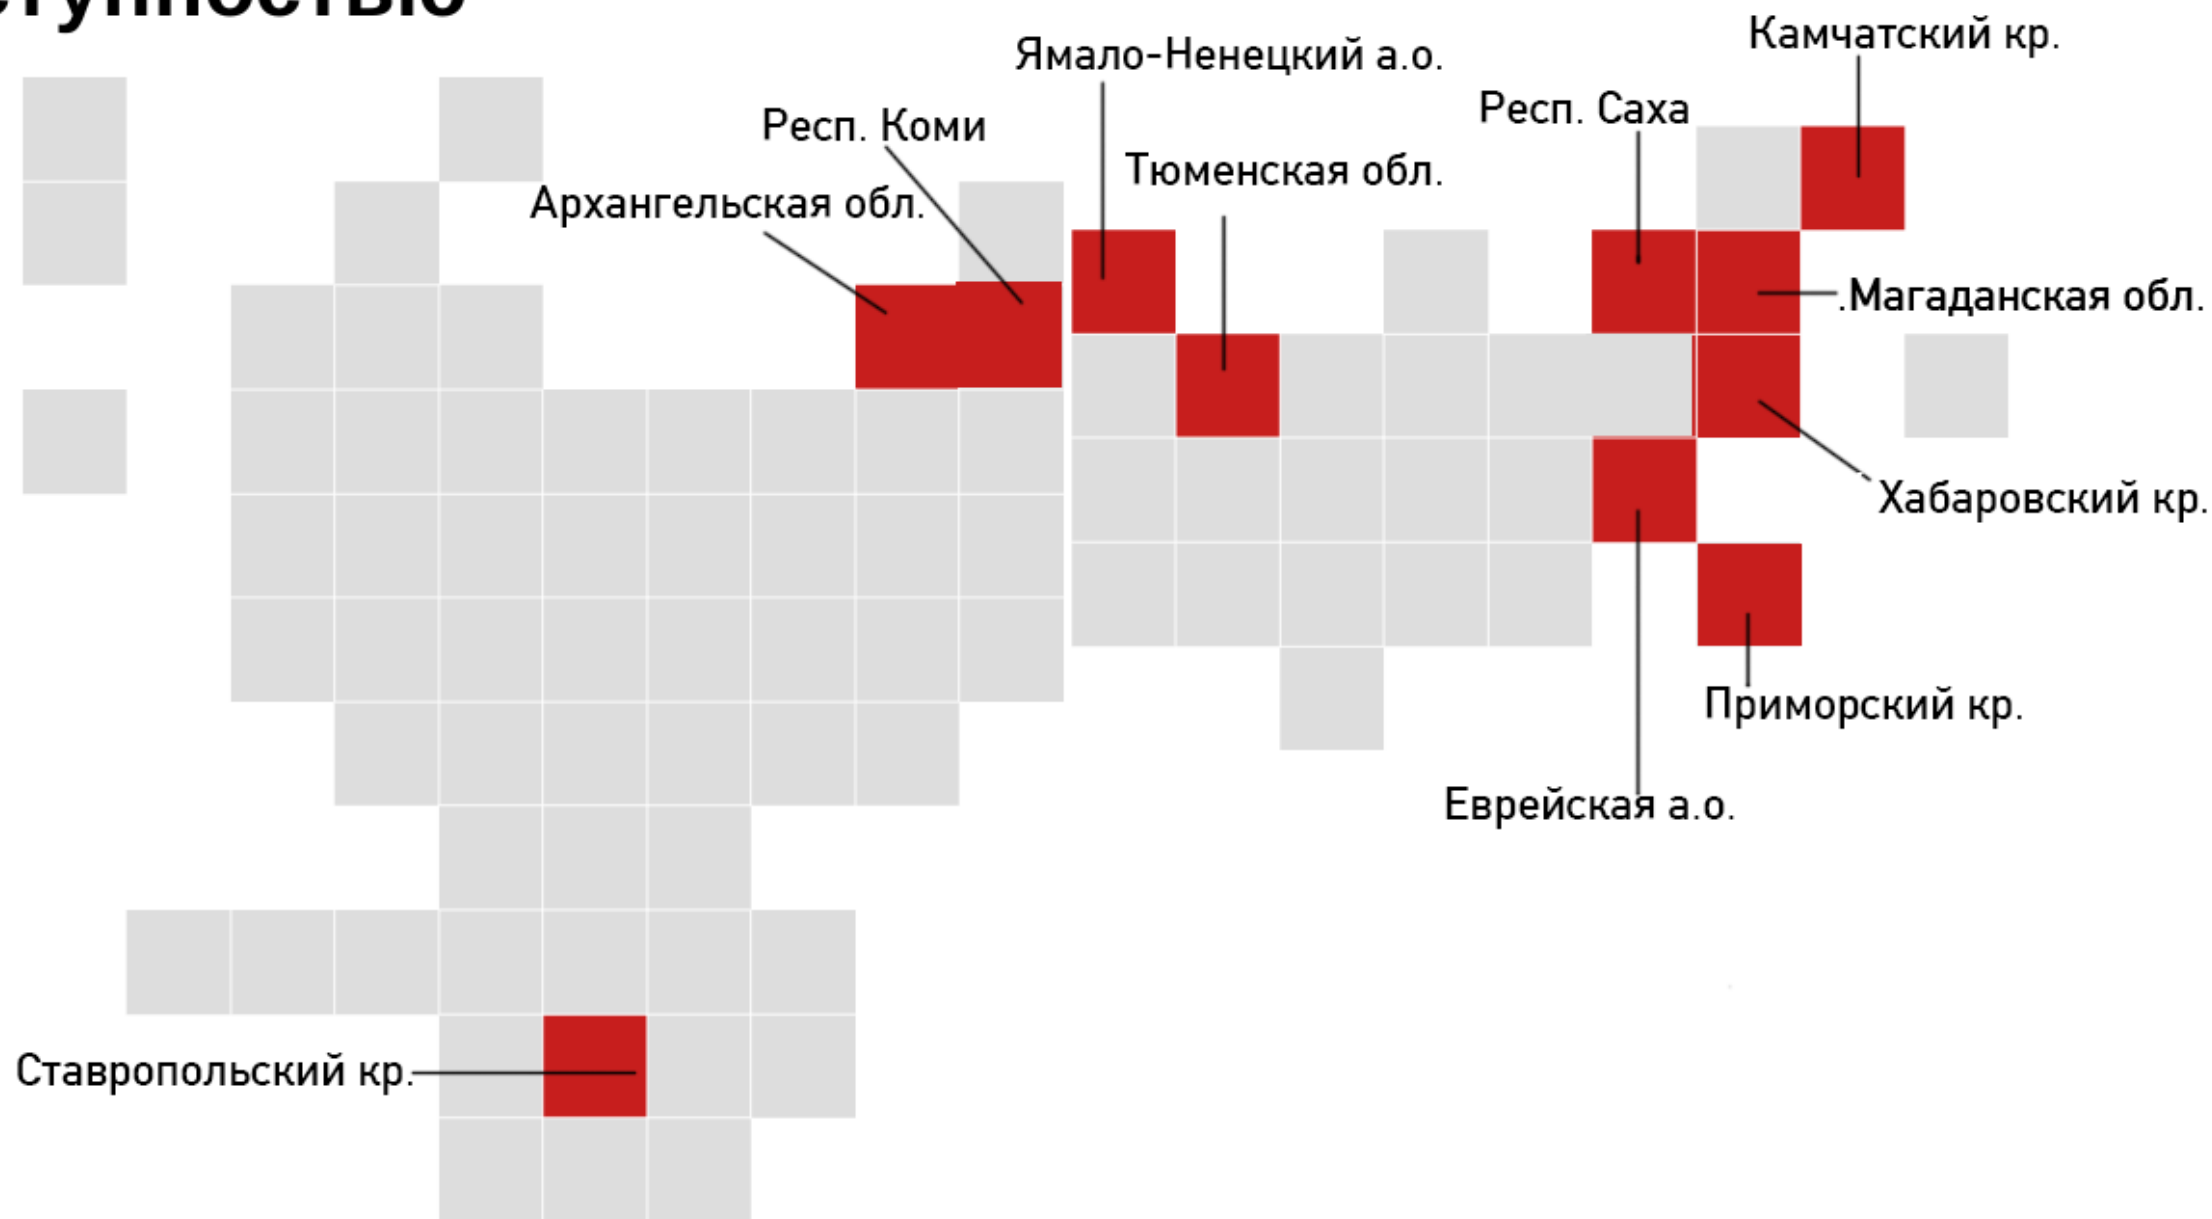 Камчатский кр.
Ямало-Ненецкий а.о.
Респ. Саха
Респ. Коми
Тюменская обл.
Архангельская обл.
.Магаданская обл.
Хабаровский кр.
Приморский кр.
Еврейская а.о.
Ставропольский кр.